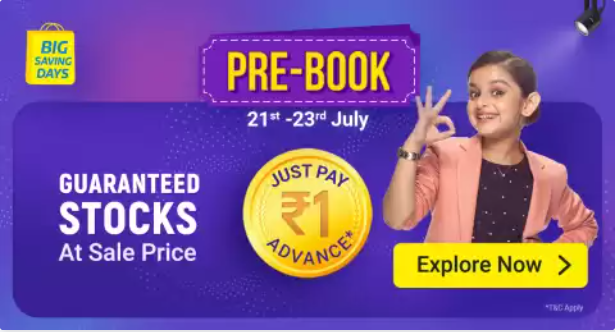 BIG
SAVING
DAYS
PRE-BOOK
21st -23rd July
GUARANTEED
STOCKS
At Sale Price
JUST PAY
₹1
ADVANCE*
Explore Now >
*T&C Apply